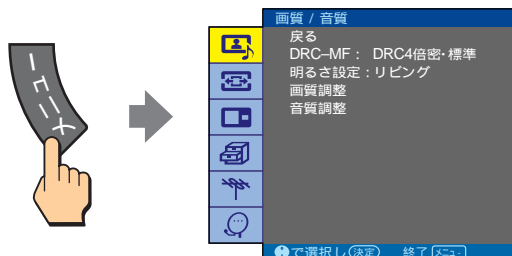 メニュー
画質 / 音質
戻る
DRC–MF： DRC4倍密･標準
明るさ設定：リビング
画質調整
音質調整
で選択し 決定 終了 メニュー